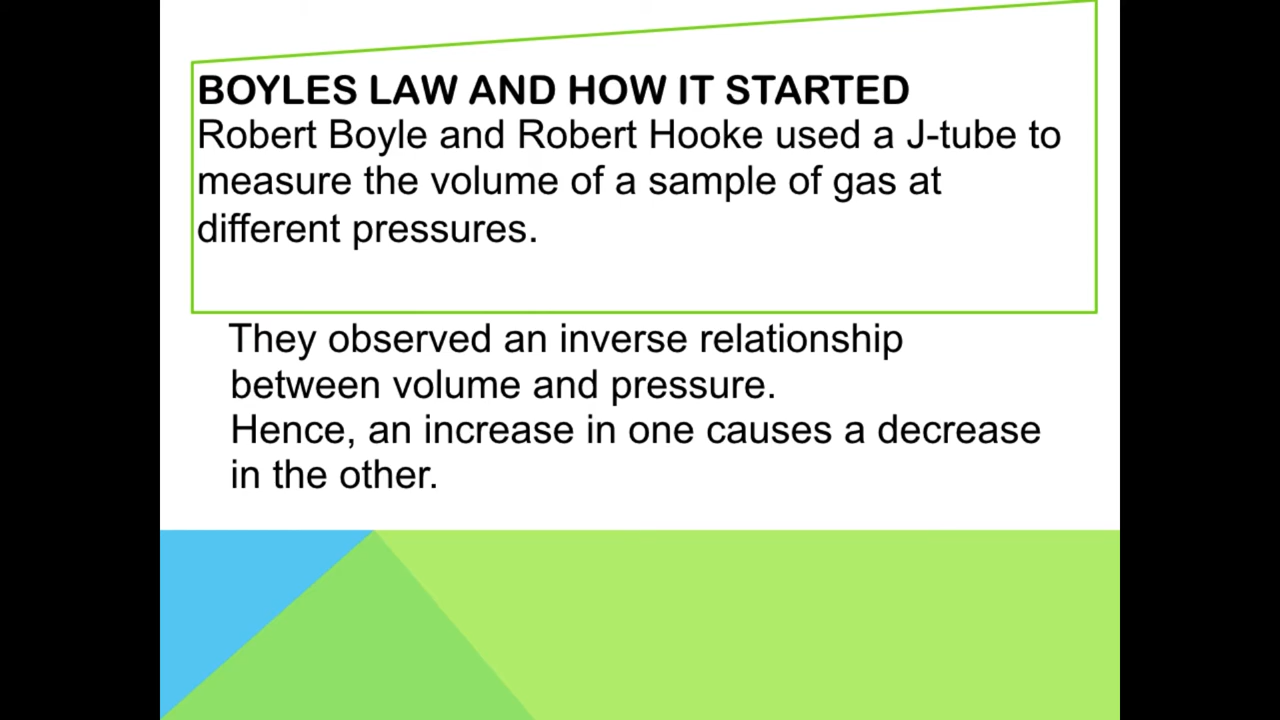 BOYLES LAW AND HOW IT STARTED
Robert Boyle and Robert Hooke used a J-tube to
measure the volume of a sample of gas at
different pressures.
They observed an inverse relationship
between volume and pressure.
Hence, an increase in one causes a decrease
in the other.